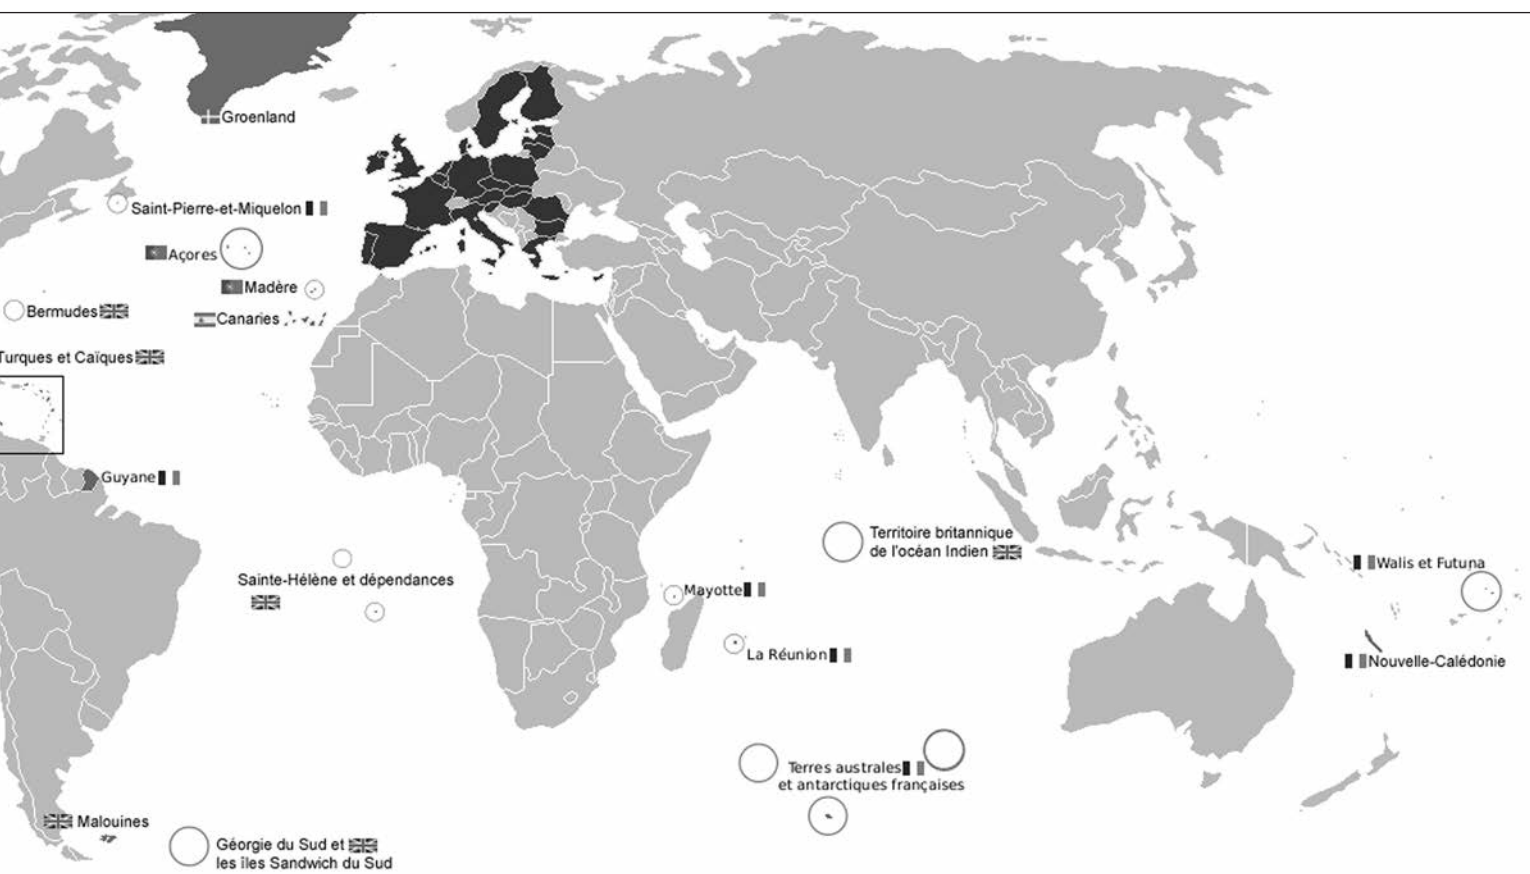 Groenland
Saint-Pierre-et-Miquelon
Açores
Madère
Bermudes
Canaries
Turques et Caïques
Guyane
Territoire britannique
de l'océan Indien
Walis et Futuna
Sainte-Hélène et dépendances
Mayotte
La Réunion
Nouvelle-Calédonie
Terres australes
et antarctiques françaises
Malouines
Géorgie du Sud et
les îles Sandwich du Sud